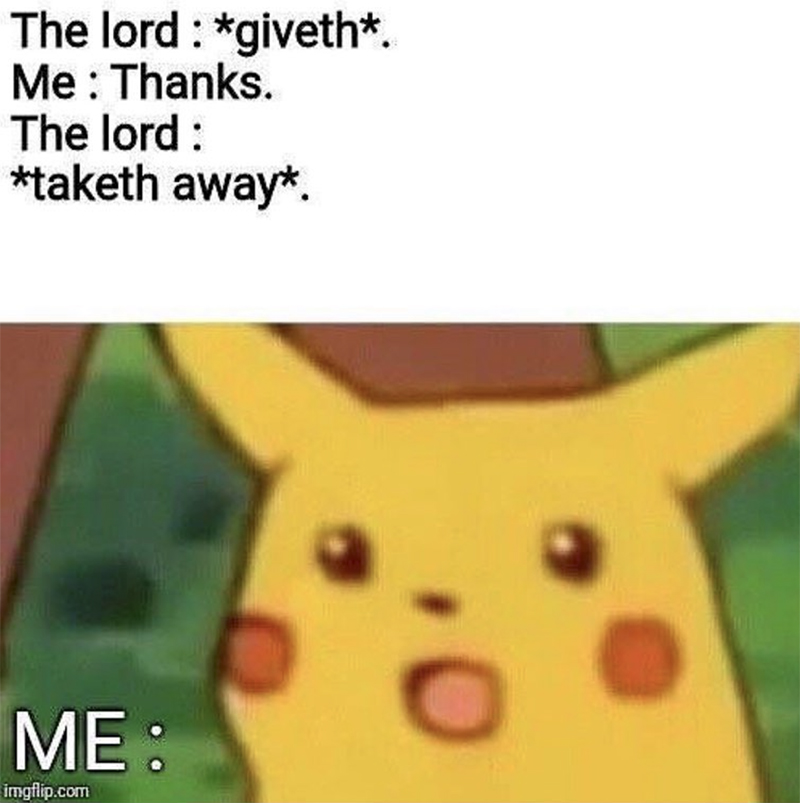 The lord : *giveth*.
Me : Thanks.
The lord :
*taketh away*.
ME :
imgflip.com